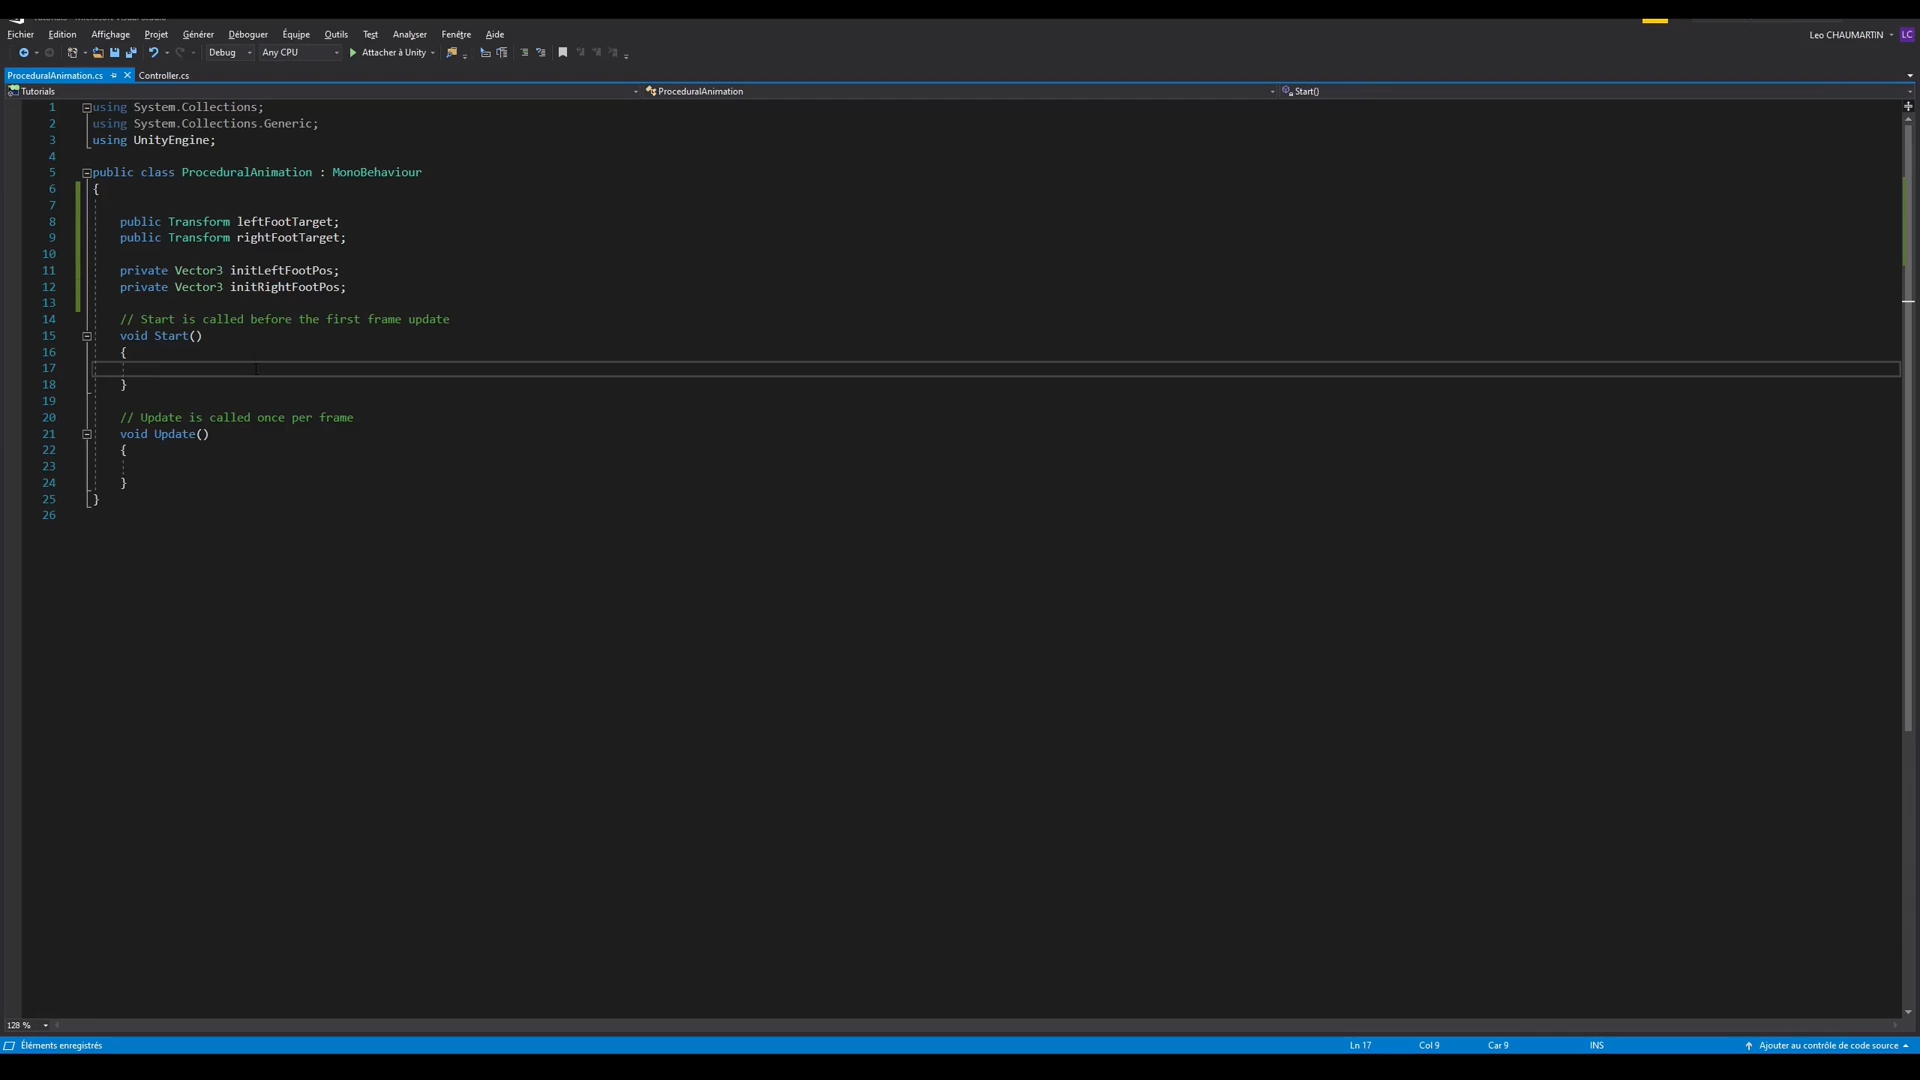 Fichier Edition Affichage Projet Générer Déboguer Équipe Outils Test Analyser Fenêtre Aide
Leo CHAUMARTIN LC
Debug Any CPU Attacher à Unity
ProceduralAnimation.cs Controller.cs
Tutorials ProceduralAnimation Start()
1 using System.Collections;
2 using System.Collections.Generic;
3 using UnityEngine;
4
5 public class ProceduralAnimation : MonoBehaviour
6 {
7
8 public Transform leftFootTarget;
9 public Transform rightFootTarget;
10
11 private Vector3 initLeftFootPos;
12 private Vector3 initRightFootPos;
13
14 // Start is called before the first frame update
15 void Start()
16 {
17
18 }
19
20 // Update is called once per frame
21 void Update()
22 {
23
24 }
25 }
26
128 %
Éléments enregistrés Ln 17 Col 9 Car 9 INS Ajouter au contrôle de code source